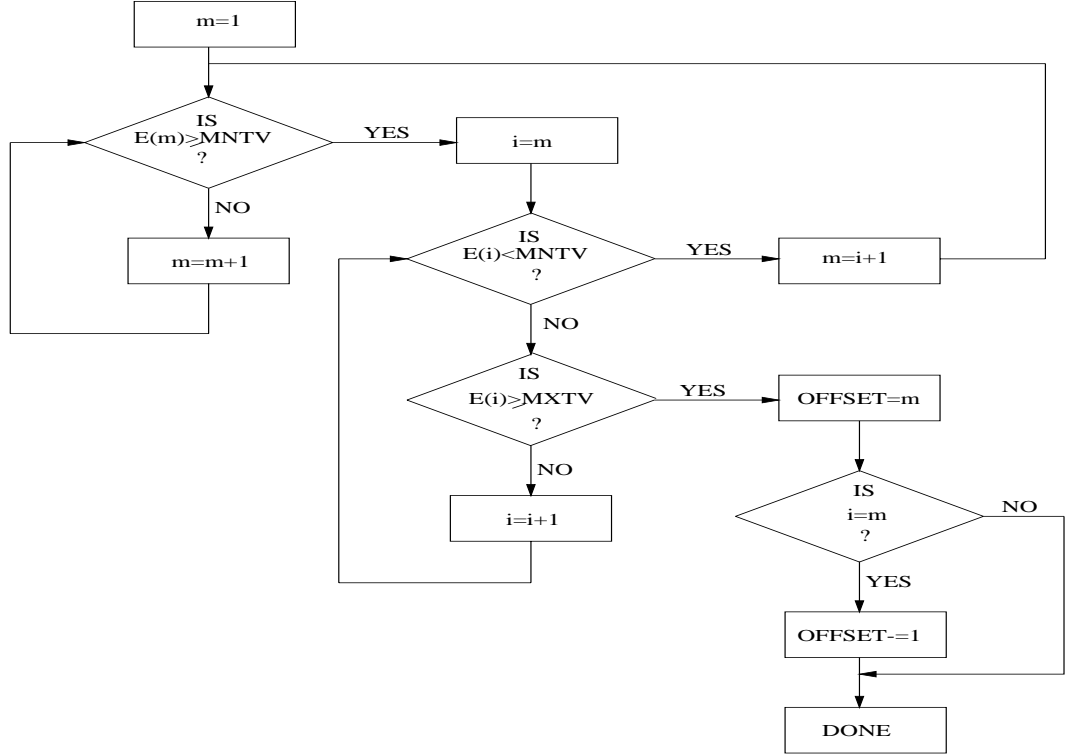 m=1
IS
E(m)≥MNTV
?
YES
i=m
NO
m=m+1
IS
E(i)<MNTV
?
YES
m=i+1
NO
IS
E(i)≥MXTV
?
YES
OFFSET=m
NO
i=i+1
IS
i=m
?
NO
YES
OFFSET-=1
DONE